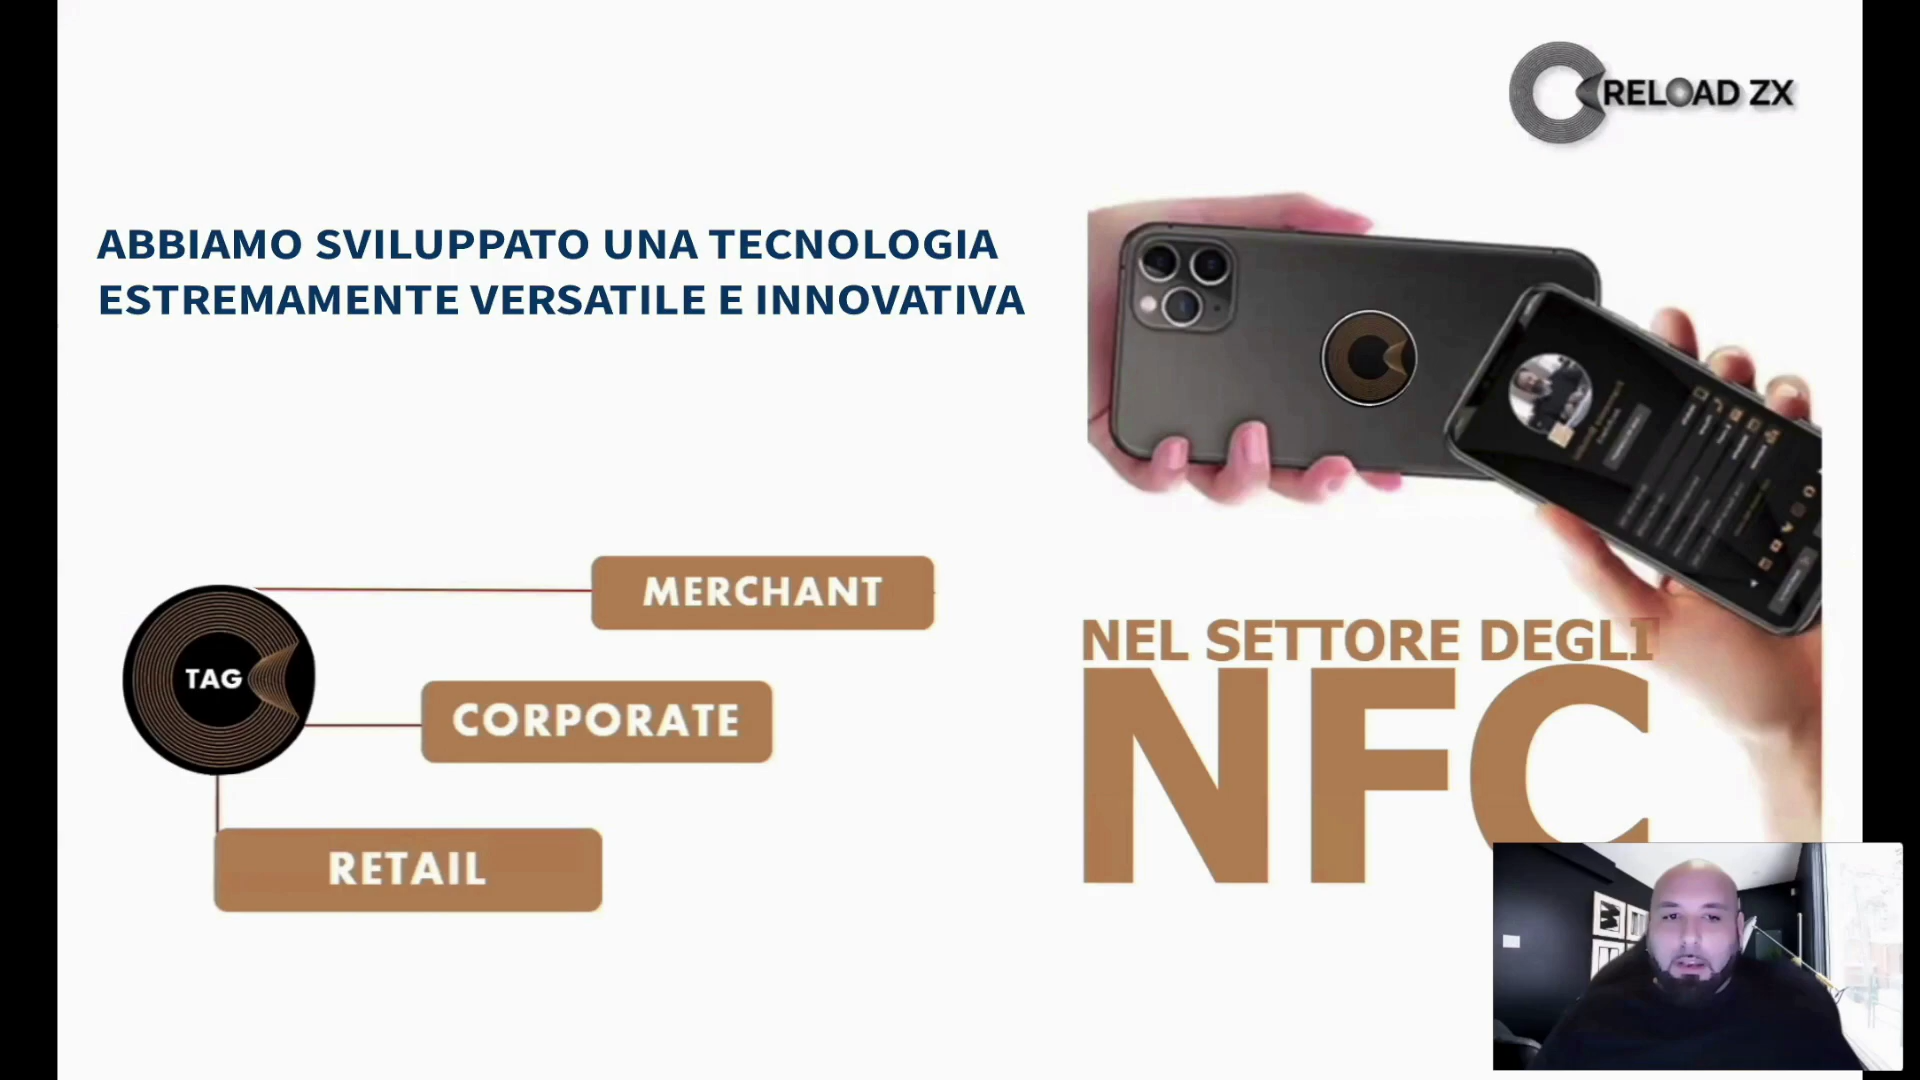 RELOAD ZX
ABBIAMO SVILUPPATO UNA TECNOLOGIA
ESTREMAMENTE VERSATILE E INNOVATIVA
MERCHANT
TAG
CORPORATE
RETAIL
NEL SETTORE DEGLI
NFC